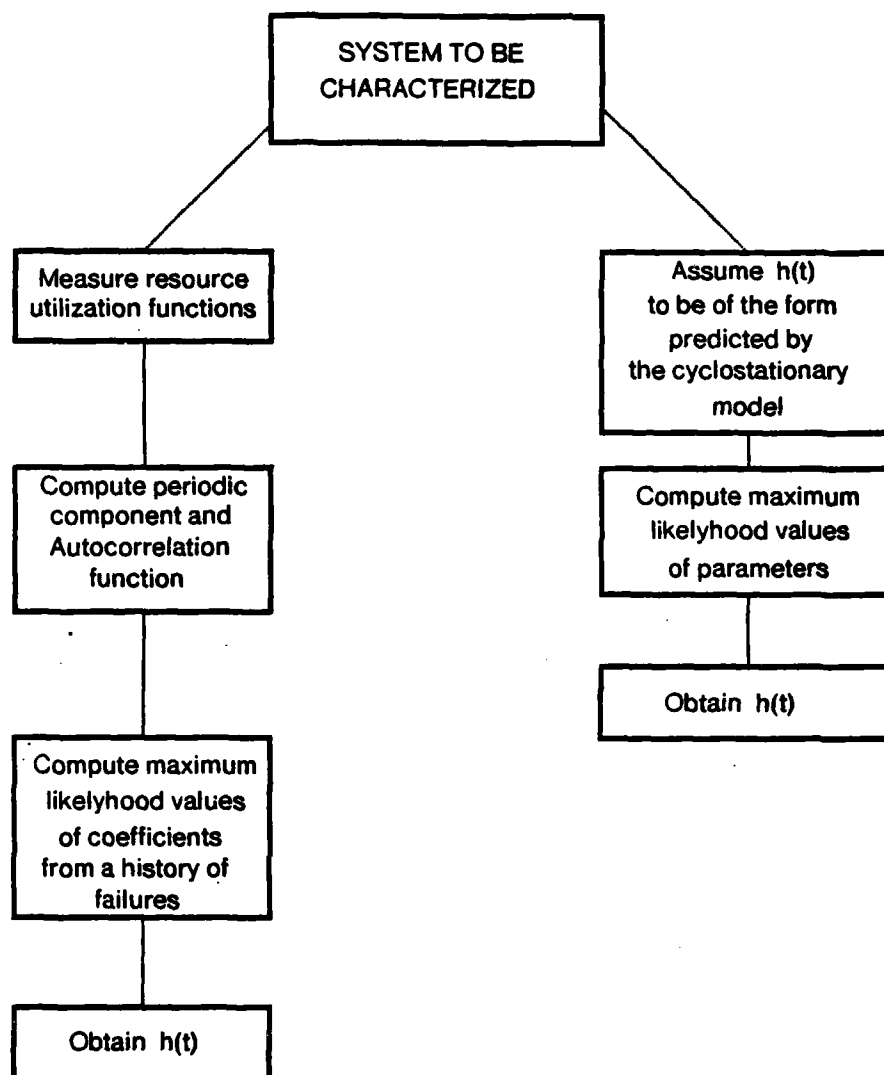 SYSTEM TO BE
CHARACTERIZED
Measure resource
utilization functions
Compute periodic
component and
Autocorrelation
function
Compute maximum
likelyhood values
of coefficients
from a history of
failures
Obtain h(t)
Assume h(t)
to be of the form
predicted by
the cyclostationary
model
Compute maximum
likelyhood values
of parameters
Obtain h(t)